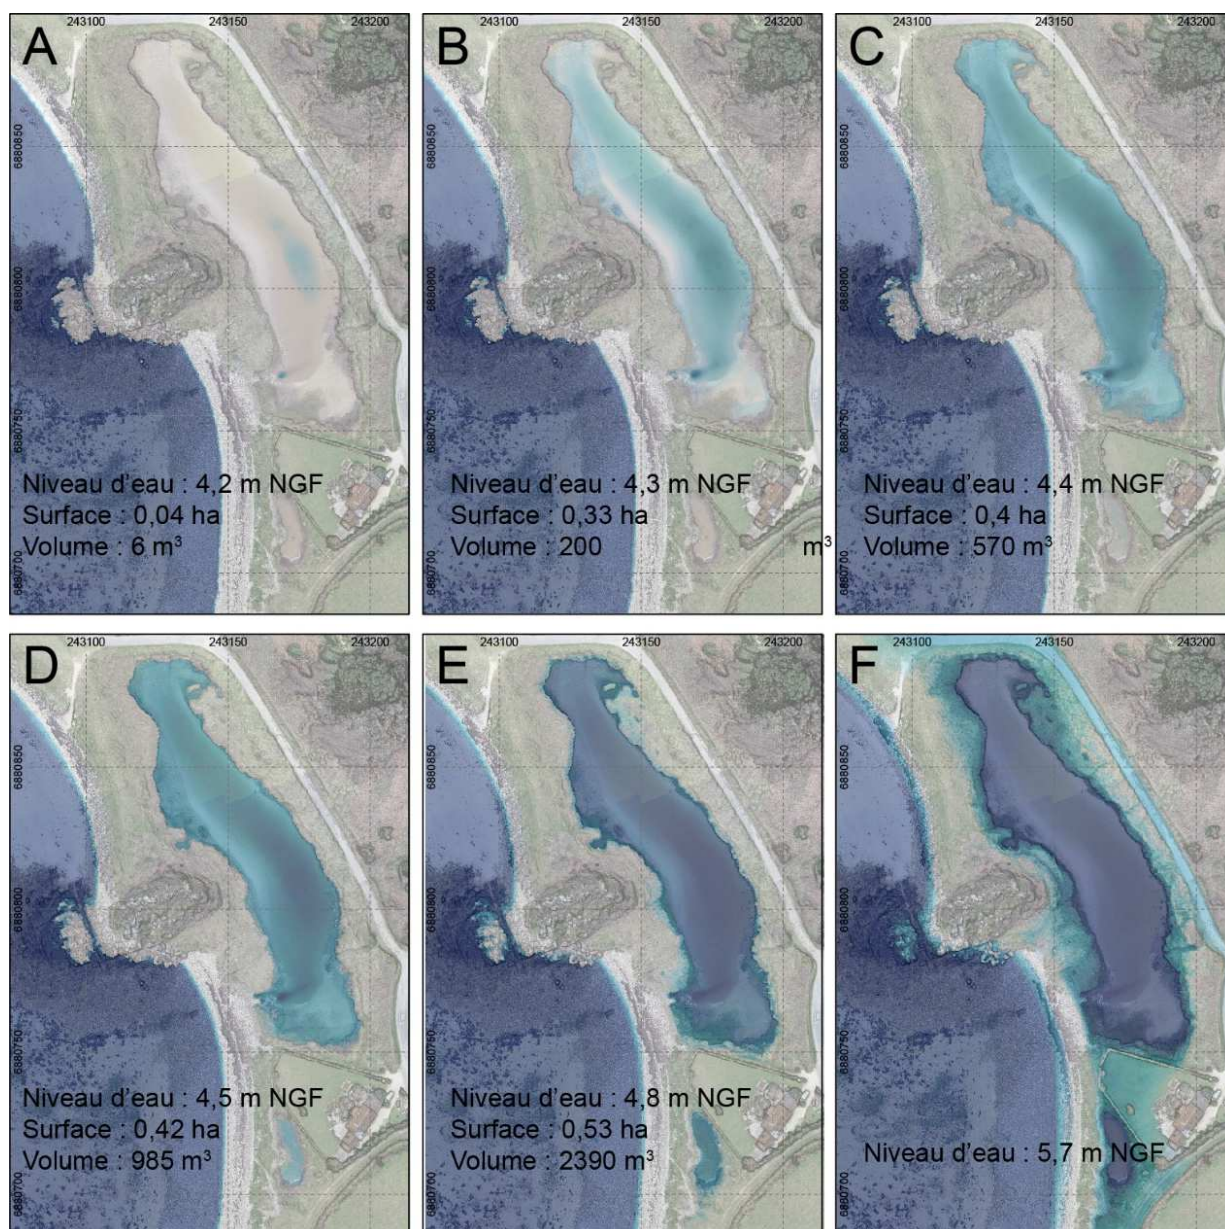 243100 243150 243200
A
6880850
6880800
6880750
6880700
Niveau d'eau : 4,2 m NGF
Surface : 0,04 ha
Volume : 6 m³
243100 243150 243200
B
6880850
6880800
6880750
6880700
Niveau d'eau : 4,3 m NGF
Surface : 0,33 ha
Volume : 200 m³
243100 243150 243200
C
6880850
6880800
6880750
6880700
Niveau d'eau : 4,4 m NGF
Surface : 0,4 ha
Volume : 570 m³
243100 243150 243200
D
6880850
6880800
6880750
6880700
Niveau d'eau : 4,5 m NGF
Surface : 0,42 ha
Volume : 985 m³
243100 243150 243200
E
6880850
6880800
6880750
6880700
Niveau d'eau : 4,8 m NGF
Surface : 0,53 ha
Volume : 2390 m³
243100 243150 243200
F
6880850
6880800
6880750
6880700
Niveau d'eau : 5,7 m NGF